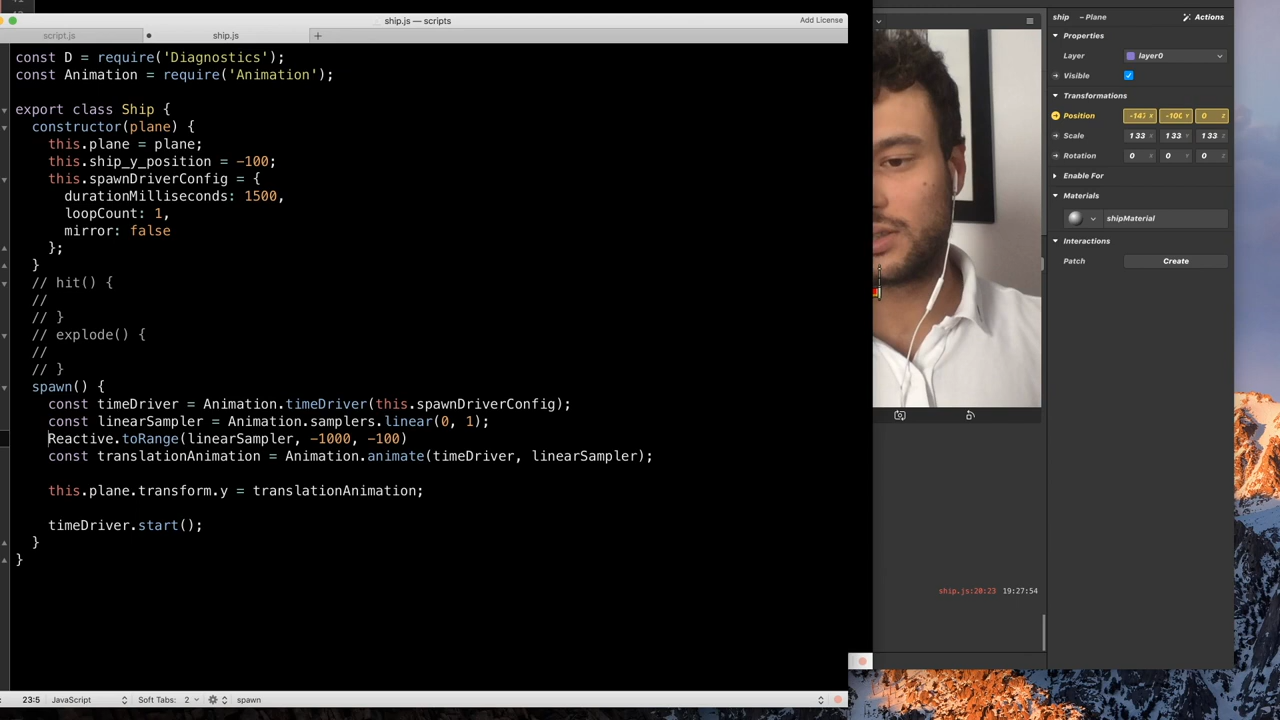 ship.js — scripts
Add License
script.js
ship.js
const D = require('Diagnostics');
const Animation = require('Animation');
export class Ship {
constructor(plane) {
this.plane = plane;
this.ship_y_position = -100;
this.spawnDriverConfig = {
durationMilliseconds: 1500,
loopCount: 1,
mirror: false
};
}
// hit() {
//
// }
// explode() {
//
// }
spawn() {
const timeDriver = Animation.timeDriver(this.spawnDriverConfig);
const linearSampler = Animation.samplers.linear(0, 1);
Reactive.toRange(linearSampler, -1000, -100)
const translationAnimation = Animation.animate(timeDriver, linearSampler);
this.plane.transform.y = translationAnimation;
timeDriver.start();
}
}
23:5 JavaScript Soft Tabs: 2 spawn
ship.js:20:23 19:27:54
ship – Plane Actions
Properties
Layer layer0
Visible
Transformations
Position x -100 Y 0 Z
Scale 1 33 X 1 33 Y 1 33 Z
Rotation 0 X 0 Y 0 Z
Enable For
Materials
shipMaterial
Interactions
Patch Create